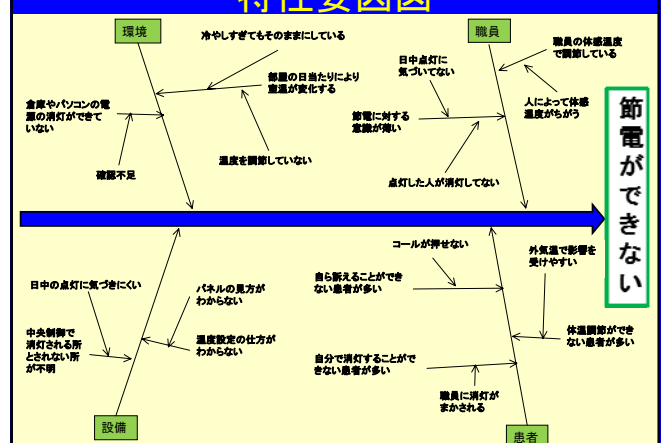 特性要因図
環境
冷やしすぎてもそのままにしている
部屋の日当たりにより
室温が変化する
倉庫やパソコンの電
源の消灯ができて
いない
確認不足
温度を調節していない
職員
日中点灯に
気づいてない
職員の体感温度
で調節している
節電に対する
意識が薄い
人によって体感
温度がちがう
点灯した人が消灯してない
節電ができない
日中の点灯に気づきにくい
パネルの見方が
わからない
中央制御で
消灯される所
とされない所
が不明
温度設定の仕方が
わからない
設備
コールが押せない
外気温で影響を
受けやすい
自ら訴えることができ
ない患者が多い
体温調節ができ
ない患者が多い
自分で消灯することがで
きない患者が多い
職員に消灯が
まかされる
患者